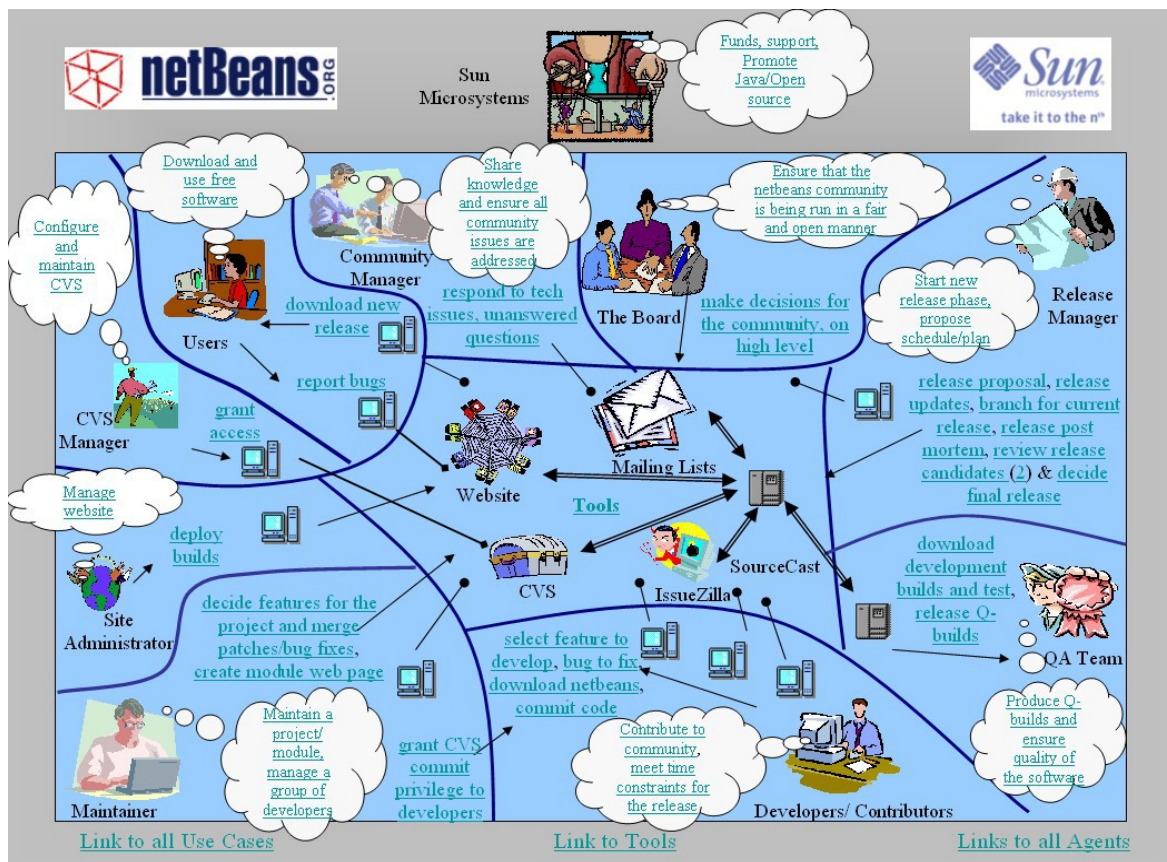 netBeans
.ORG
Sun
Microsystems
Funds, support,
Promote
Java/Open
source
Sun
microsystems
take it to the nth
Download and
use free
software
Share
knowledge
and ensure all
community
issues are
addressed
Ensure that the
netbeans community
is being run in a fair
and open manner
Configure
and
maintain
CVS
Community
Manager
Start new
release phase,
propose
schedule/plan
Release
Manager
Users
download new
release
respond to tech
issues, unanswered
questions
The Board
make decisions for
the community, on
high level
report bugs
CVS
Manager
grant
access
release proposal, release
updates, branch for current
release, release post
mortem, review release
candidates (2) & decide
final release
Mailing Lists
Website
Tools
Manage
website
deploy
builds
Site
Administrator
CVS
IssueZilla
SourceCast
download
development
builds and test,
release Q-
builds
QA Team
decide features for the
project and merge
patches/bug fixes,
create module web page
select feature to
develop, bug to fix,
download netbeans,
commit code
Maintain a
project/
module,
manage a
group of
developers
Maintainer
grant CVS
commit
privilege to
developers
Contribute to
community,
meet time
constraints for
the release
Developers/ Contributors
Produce Q-
builds and
ensure
quality of
the software
Link to all Use Cases
Link to Tools
Links to all Agents